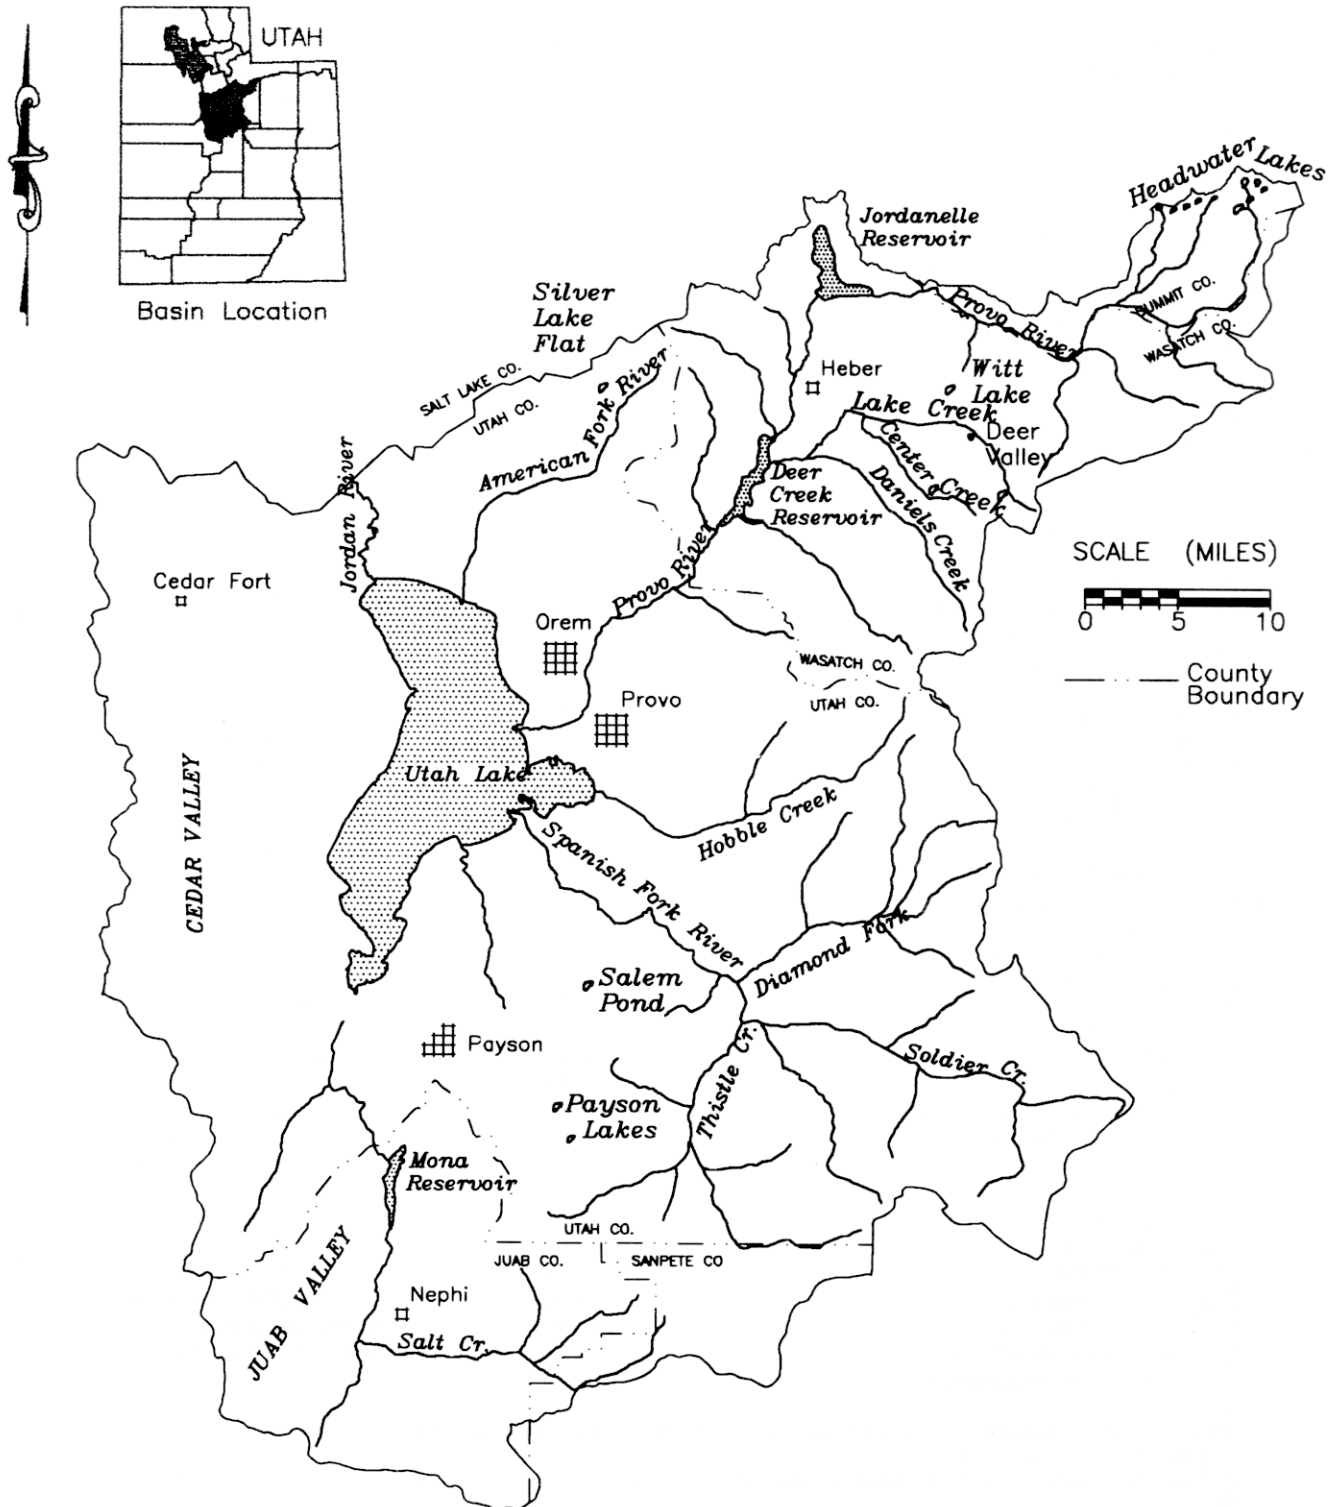 UTAH
Basin Location
Headwater Lakes
Jordanelle
Reservoir
Silver
Lake
Flat
Provo River
SUMMIT CO.
WASATCH CO.
SALT LAKE CO.
UTAH CO.
American Fork River
Heber
Witt
Lake
Lake Creek
Deer
Valley
Center Creek
Daniels Creek
Deer
Creek
Reservoir
Jordan River
Provo River
SCALE (MILES)
0 5 10
County
Boundary
Cedar Fort
Orem
Provo
WASATCH CO.
UTAH CO.
Utah Lake
CEDAR VALLEY
Hobble Creek
Spanish Fork River
Diamond Fork
Salem
Pond
Payson
Soldier Cr.
Thistle Cr.
Payson
Lakes
Mona
Reservoir
UTAH CO.
JUAB CO.
SANPETE CO
JUAB VALLEY
Nephi
Salt Cr.